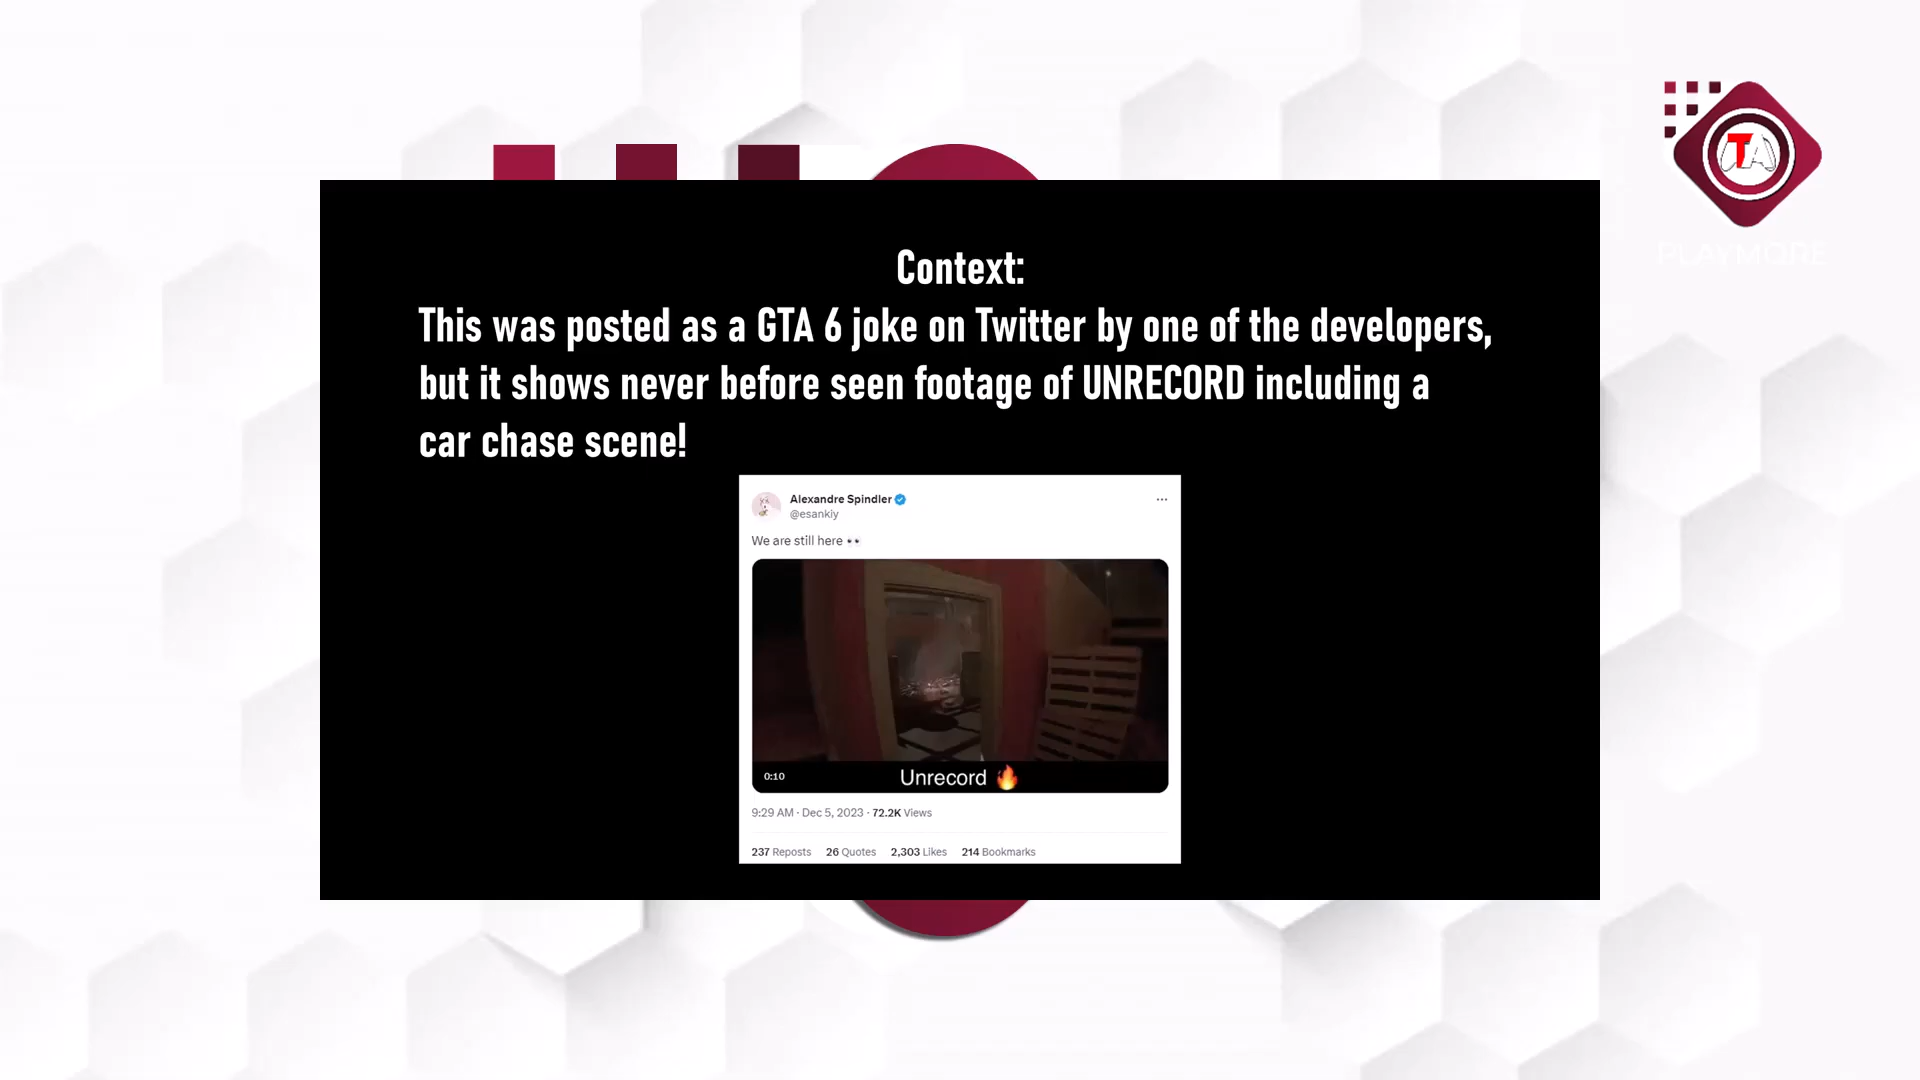 TA
PLAYMORE
Context:
This was posted as a GTA 6 joke on Twitter by one of the developers,
but it shows never before seen footage of UNRECORD including a
car chase scene!
Alexandre Spindler
@esankiy
We are still here 👀
0:10
Unrecord 🔥
9:29 AM · Dec 5, 2023 · 72.2K Views
237 Reposts 26 Quotes 2,303 Likes 214 Bookmarks